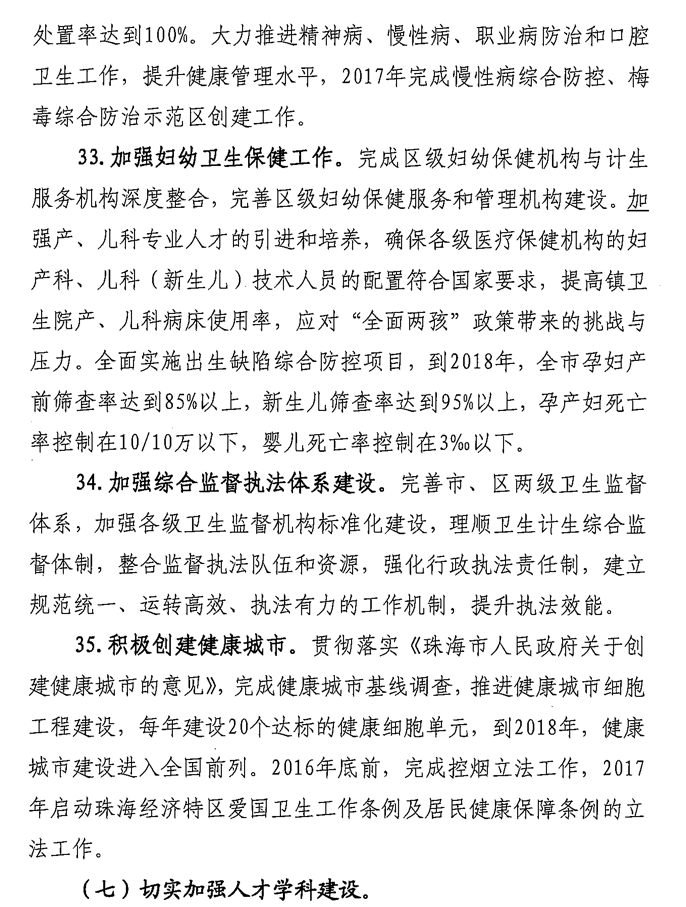 处置率达到100%。大力推进精神病、慢性病、职业病防治和口腔
卫生工作，提升健康管理水平，2017年完成慢性病综合防控、梅
毒综合防治示范区创建工作。
33.加强妇幼卫生保健工作。完成区级妇幼保健机构与计生
服务机构深度整合，完善区级妇幼保健服务和管理机构建设。加
强产、儿科专业人才的引进和培养，确保各级医疗保健机构的妇
产科、儿科（新生儿）技术人员的配置符合国家要求，提高镇卫
生院产、儿科病床使用率，应对“全面两孩”政策带来的挑战与
压力。全面实施出生缺陷综合防控项目，到2018年，全市孕妇产
前筛查率达到85%以上，新生儿筛查率达到95%以上，孕产妇死亡
率控制在10/10万以下，婴儿死亡率控制在3‰以下。
34.加强综合监督执法体系建设。完善市、区两级卫生监督
体系，加强各级卫生监督机构标准化建设，理顺卫生计生综合监
督体制，整合监督执法队伍和资源，强化行政执法责任制，建立
规范统一、运转高效、执法有力的工作机制，提升执法效能。
35.积极创建健康城市。贯彻落实《珠海市人民政府关于创
建健康城市的意见》，完成健康城市基线调查，推进健康城市细胞
工程建设，每年建设20个达标的健康细胞单元，到2018年，健康
城市建设进入全国前列。2016年底前，完成控烟立法工作，2017
年启动珠海经济特区爱国卫生工作条例及居民健康保障条例的立
法工作。
（七）切实加强人才学科建设。